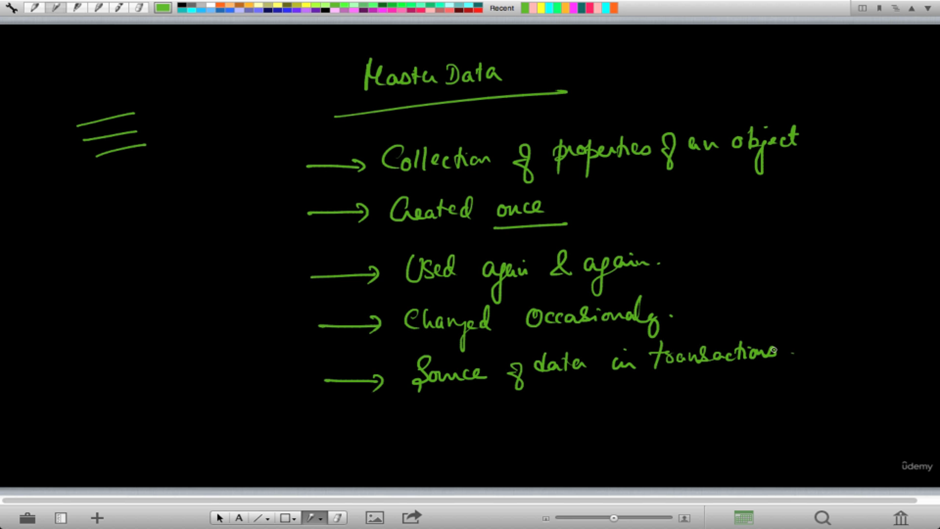 Recent
Master Data
Collection of properties of an object
Created once
Used again & again.
Changed Occasionaly.
Source of data in transactions.
ûdemy
A